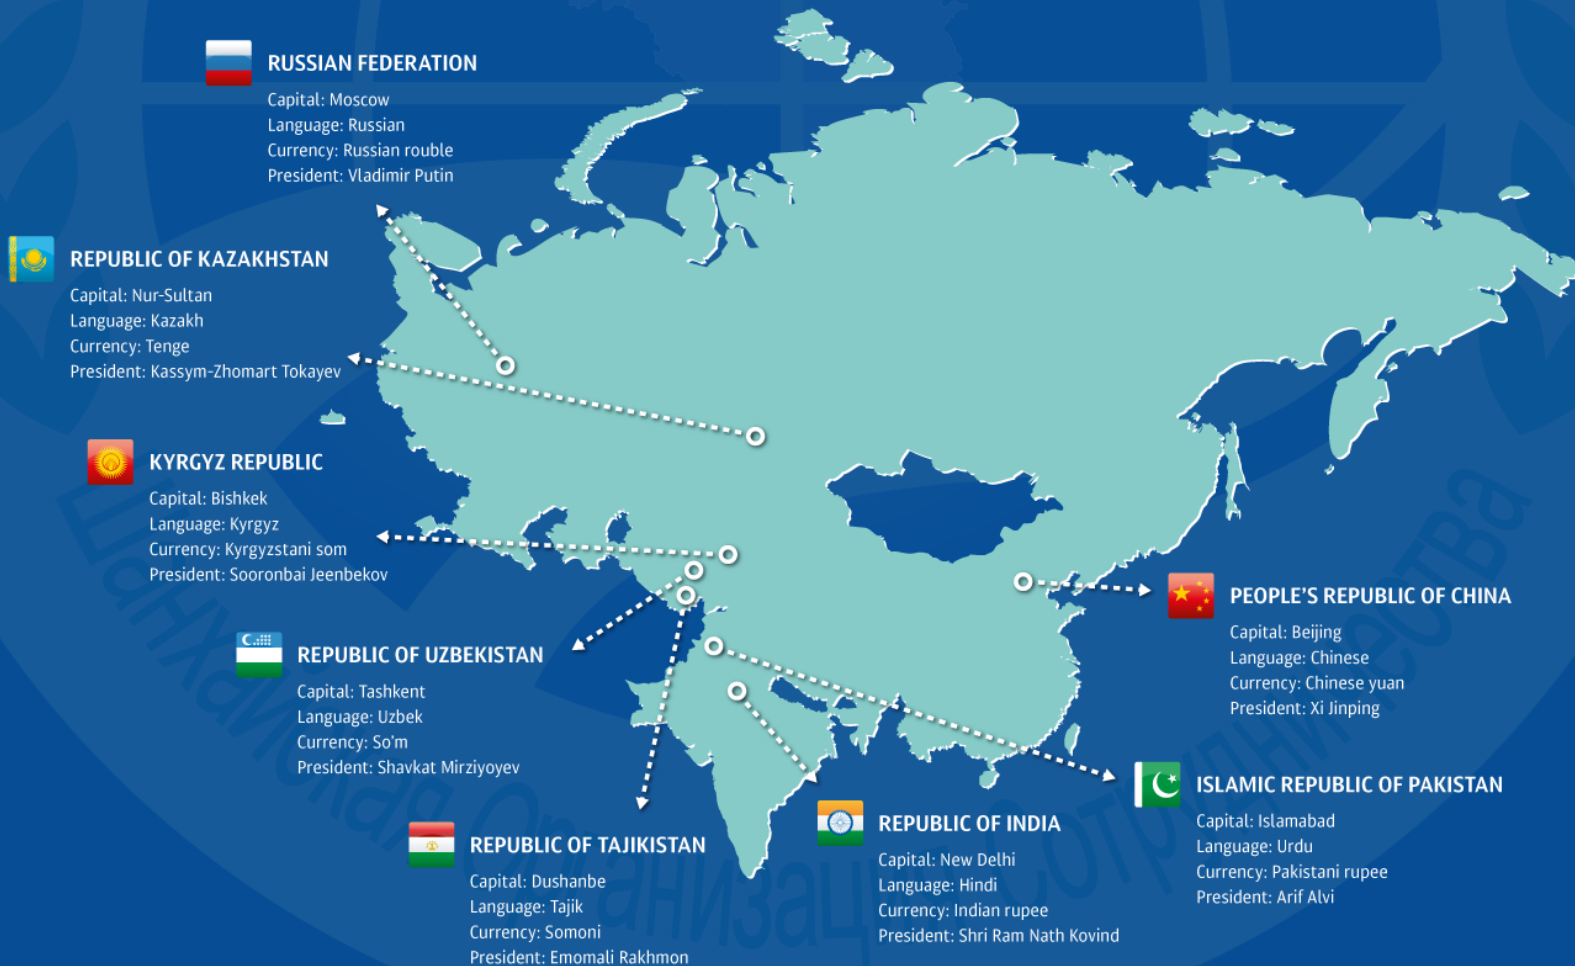 RUSSIAN FEDERATION
Capital: Moscow
Language: Russian
Currency: Russian rouble
President: Vladimir Putin
REPUBLIC OF KAZAKHSTAN
Capital: Nur-Sultan
Language: Kazakh
Currency: Tenge
President: Kassym-Zhomart Tokayev
KYRGYZ REPUBLIC
Capital: Bishkek
Language: Kyrgyz
Currency: Kyrgyzstani som
President: Sooronbai Jeenbekov
REPUBLIC OF UZBEKISTAN
Capital: Tashkent
Language: Uzbek
Currency: So'm
President: Shavkat Mirziyoyev
REPUBLIC OF TAJIKISTAN
Capital: Dushanbe
Language: Tajik
Currency: Somoni
President: Emomali Rakhmon
REPUBLIC OF INDIA
Capital: New Delhi
Language: Hindi
Currency: Indian rupee
President: Shri Ram Nath Kovind
PEOPLE'S REPUBLIC OF CHINA
Capital: Beijing
Language: Chinese
Currency: Chinese yuan
President: Xi Jinping
ISLAMIC REPUBLIC OF PAKISTAN
Capital: Islamabad
Language: Urdu
Currency: Pakistani rupee
President: Arif Alvi
Шанхайская Организация Сотрудничества